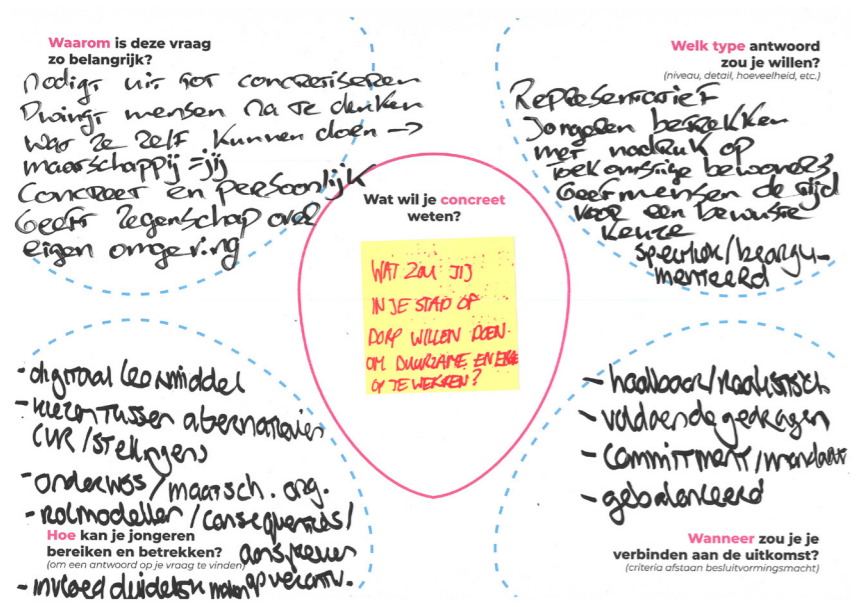 Waarom is deze vraag
zo belangrijk?
Nodigt uit tot concretiseren
Dwingt mensen na te denken
wat ze zelf kunnen doen →
maatschappij = jij
Concreet en persoonlijk
Geeft zegenschap over
eigen omgeving
Welk type antwoord
zou je willen?
(niveau, detail, hoeveelheid, etc.)
Representatief
Jongeren betrekken
met nadruk op
toekomstige bewoners
Geef mensen de tijd
voor een bewuste
keuze
specifiek/beargu-
menteerd
Wat wil je concreet
weten?
WAT ZOU JIJ
IN JE STAD OF
DORP WILLEN DOEN
OM DUURZAME ENERGIE
OP TE WEKKEN?
- digitaal leermiddel
- kiezen tussen alternatieven
/stellingen
- onderwijs/maatsch. org.
- rolmodellen/consequenties/
aanspreken
op verantw.
- invloed duidelijk maken
Hoe kan je jongeren
bereiken en betrekken?
(om een antwoord op je vraag te vinden)
- haalbaar/realistisch
- voldoende gedragen
- commitment/mandaat
- gebalanceerd
Wanneer zou je je
verbinden aan de uitkomst?
(criteria afstaan besluitvormingsmacht)